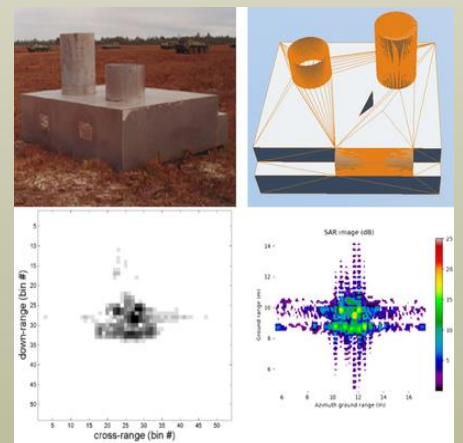 5
10
15
20
25
30
35
40
45
50
down-range (bin #)
5 10 15 20 25 30 35 40 45 50
cross-range (bin #)
SAR image (dB)
14
12
10
8
6
Ground range (m)
6 8 10 12 14 16
Azimuth ground range (m)
25
20
15
10
5